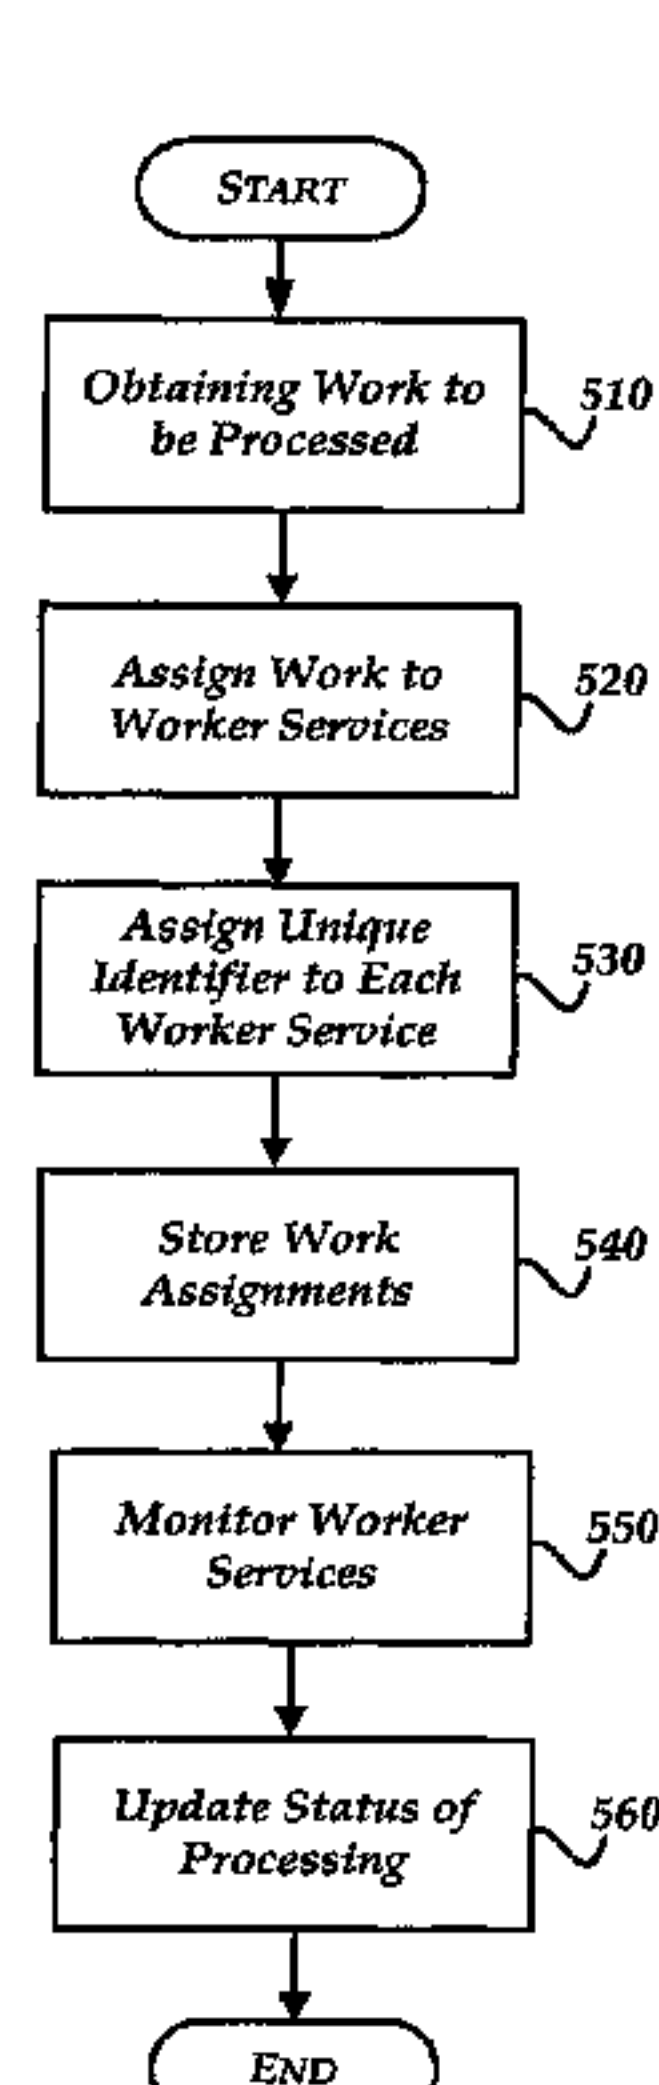 START
Obtaining Work to
be Processed
510
Assign Work to
Worker Services
520
Assign Unique
Identifier to Each
Worker Service
530
Store Work
Assignments
540
Monitor Worker
Services
550
Update Status of
Processing
560
END